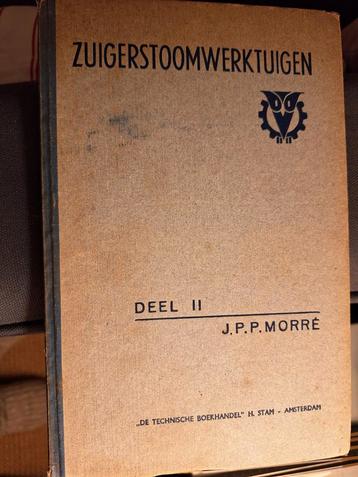 ZUIGERSTOOMWERKTUIGEN
DEEL II
J.P.P. MORRÉ
„DE TECHNISCHE BOEKHANDEL" H. STAM - AMSTERDAM